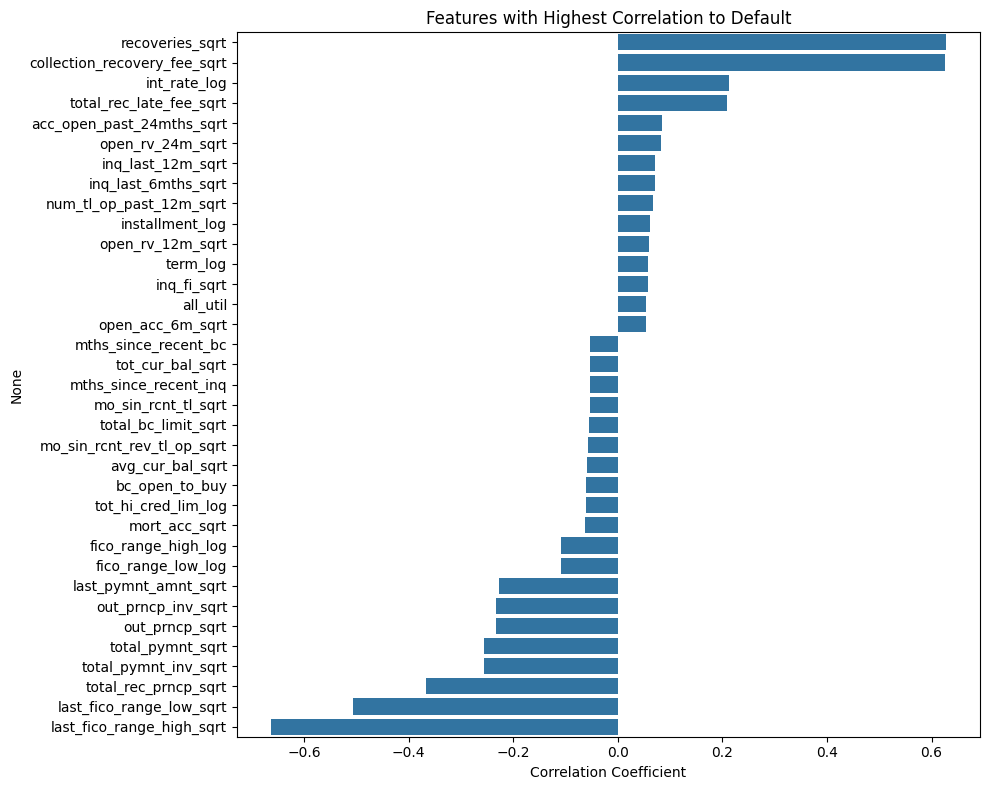 Features with Highest Correlation to Default
recoveries_sqrt
collection_recovery_fee_sqrt
int_rate_log
total_rec_late_fee_sqrt
acc_open_past_24mths_sqrt
open_rv_24m_sqrt
inq_last_12m_sqrt
inq_last_6mths_sqrt
num_tl_op_past_12m_sqrt
installment_log
open_rv_12m_sqrt
term_log
inq_fi_sqrt
all_util
open_acc_6m_sqrt
mths_since_recent_bc
tot_cur_bal_sqrt
mths_since_recent_inq
mo_sin_rcnt_tl_sqrt
total_bc_limit_sqrt
mo_sin_rcnt_rev_tl_op_sqrt
avg_cur_bal_sqrt
bc_open_to_buy
tot_hi_cred_lim_log
mort_acc_sqrt
fico_range_high_log
fico_range_low_log
last_pymnt_amnt_sqrt
out_prncp_inv_sqrt
out_prncp_sqrt
total_pymnt_sqrt
total_pymnt_inv_sqrt
total_rec_prncp_sqrt
last_fico_range_low_sqrt
last_fico_range_high_sqrt
None
−0.6 −0.4 −0.2 0.0 0.2 0.4 0.6
Correlation Coefficient